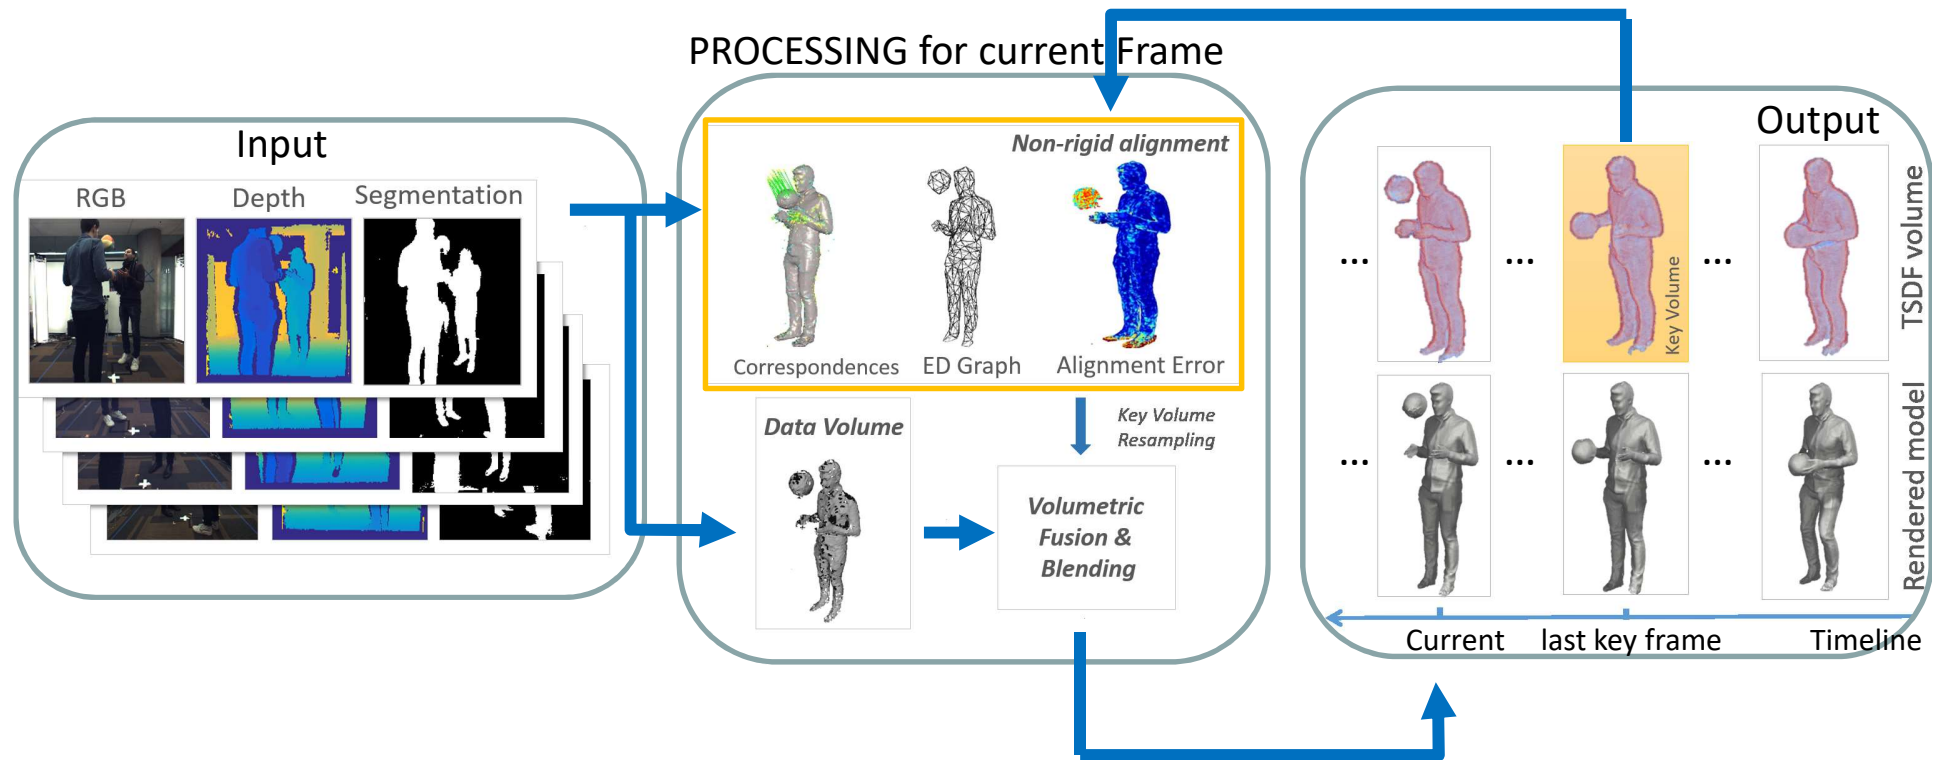 PROCESSING for current Frame
Input
RGB
Depth
Segmentation
Non-rigid alignment
Correspondences
ED Graph
Alignment Error
Key Volume
Resampling
Data Volume
Volumetric
Fusion &
Blending
Output
...
...
...
Key Volume
TSDF volume
...
...
...
Rendered model
Current
last key frame
Timeline